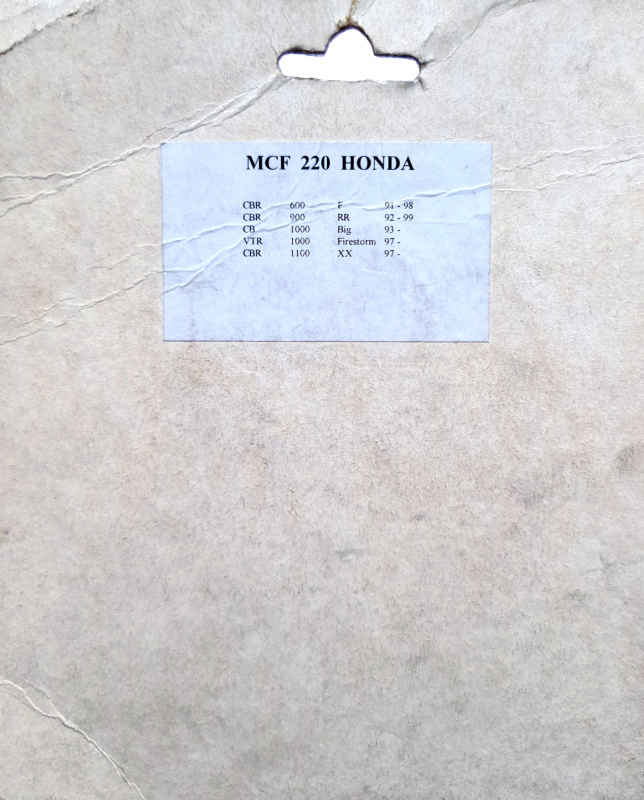 MCF 220 HONDA
CBR 600 F 91 - 98
CBR 900 RR 92 - 99
CB 1000 Big 93 -
VTR 1000 Firestorm 97 -
CBR 1100 XX 97 -